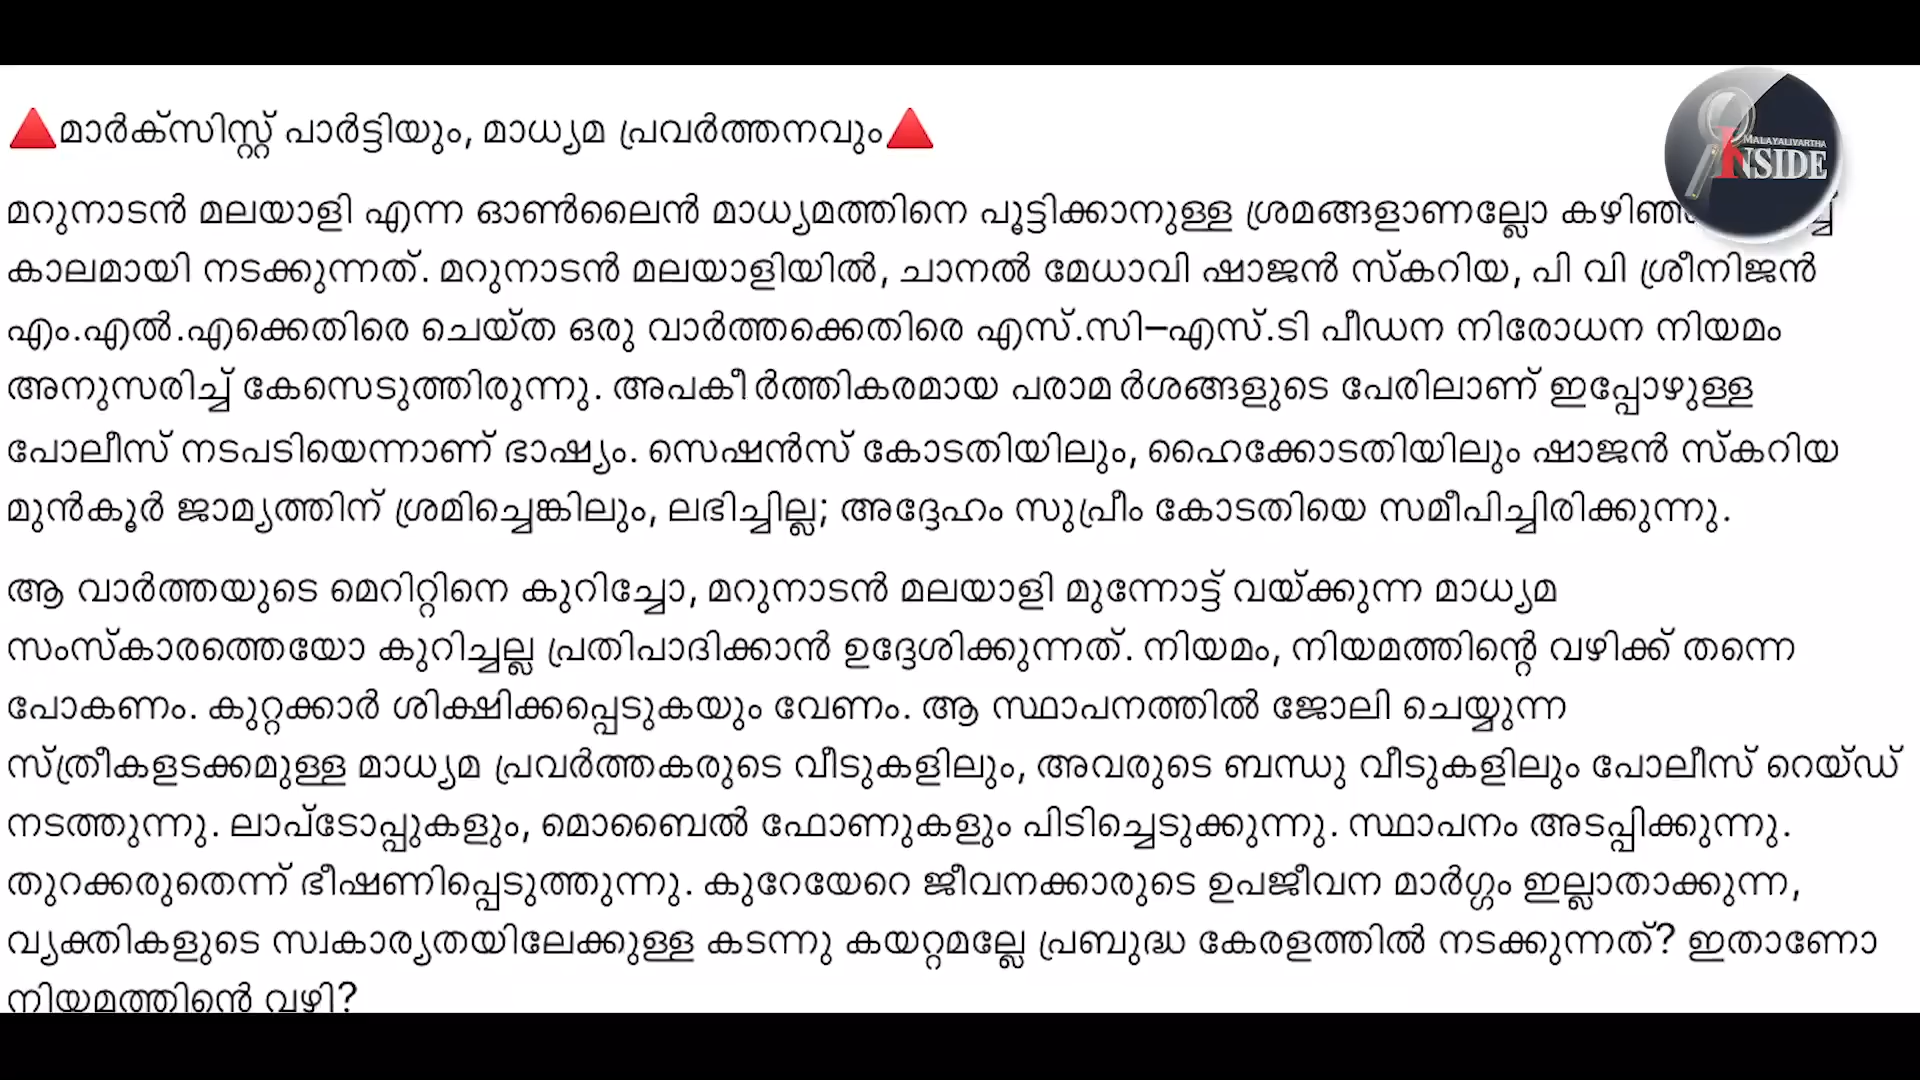 മാർക്സിസ്റ്റ് പാർട്ടിയും, മാധ്യമ പ്രവർത്തനവും
MALAYALIVARTHA
INSIDE
മറുനാടൻ മലയാളി എന്ന ഓൺലൈൻ മാധ്യമത്തിനെ പൂട്ടിക്കാനുള്ള ശ്രമങ്ങളാണല്ലോ
കാലമായി നടക്കുന്നത്. മറുനാടൻ മലയാളിയിൽ, ചാനൽ മേധാവി ഷാജൻ സ്കറിയ, പി വി ശ്രീനിജൻ
എം.എൽ.എക്കെതിരെ ചെയ്ത ഒരു വാർത്തക്കെതിരെ എസ്.സി–എസ്.ടി പീഡന നിരോധന നിയമം
അനുസരിച്ച് കേസെടുത്തിരുന്നു. അപകീർത്തികരമായ പരാമർശങ്ങളുടെ പേരിലാണ് ഇപ്പോഴുള്ള
പോലീസ് നടപടിയെന്നാണ് ഭാഷ്യം. സെഷൻസ് കോടതിയിലും, ഹൈക്കോടതിയിലും ഷാജൻ സ്കറിയ
മുൻകൂർ ജാമ്യത്തിന് ശ്രമിച്ചെങ്കിലും, ലഭിച്ചില്ല; അദ്ദേഹം സുപ്രീം കോടതിയെ സമീപിച്ചിരിക്കുന്നു.
ആ വാർത്തയുടെ മെറിറ്റിനെ കുറിച്ചോ, മറുനാടൻ മലയാളി മുന്നോട്ട് വയ്ക്കുന്ന മാധ്യമ
സംസ്കാരത്തെയോ കുറിച്ചല്ല പ്രതിപാദിക്കാൻ ഉദ്ദേശിക്കുന്നത്. നിയമം, നിയമത്തിന്റെ വഴിക്ക് തന്നെ
പോകണം. കുറ്റക്കാർ ശിക്ഷിക്കപ്പെടുകയും വേണം. ആ സ്ഥാപനത്തിൽ ജോലി ചെയ്യുന്ന
സ്ത്രീകളടക്കമുള്ള മാധ്യമ പ്രവർത്തകരുടെ വീടുകളിലും, അവരുടെ ബന്ധു വീടുകളിലും പോലീസ് റെയ്ഡ്
നടത്തുന്നു. ലാപ്ടോപ്പുകളും, മൊബൈൽ ഫോണുകളും പിടിച്ചെടുക്കുന്നു. സ്ഥാപനം അടപ്പിക്കുന്നു.
തുറക്കരുതെന്ന് ഭീഷണിപ്പെടുത്തുന്നു. കുറേയേറെ ജീവനക്കാരുടെ ഉപജീവന മാർഗ്ഗം ഇല്ലാതാക്കുന്ന,
വ്യക്തികളുടെ സ്വകാര്യതയിലേക്കുള്ള കടന്നു കയറ്റമല്ലേ പ്രബുദ്ധ കേരളത്തിൽ നടക്കുന്നത്? ഇതാണോ
നിയമത്തിൻെ വഴി?